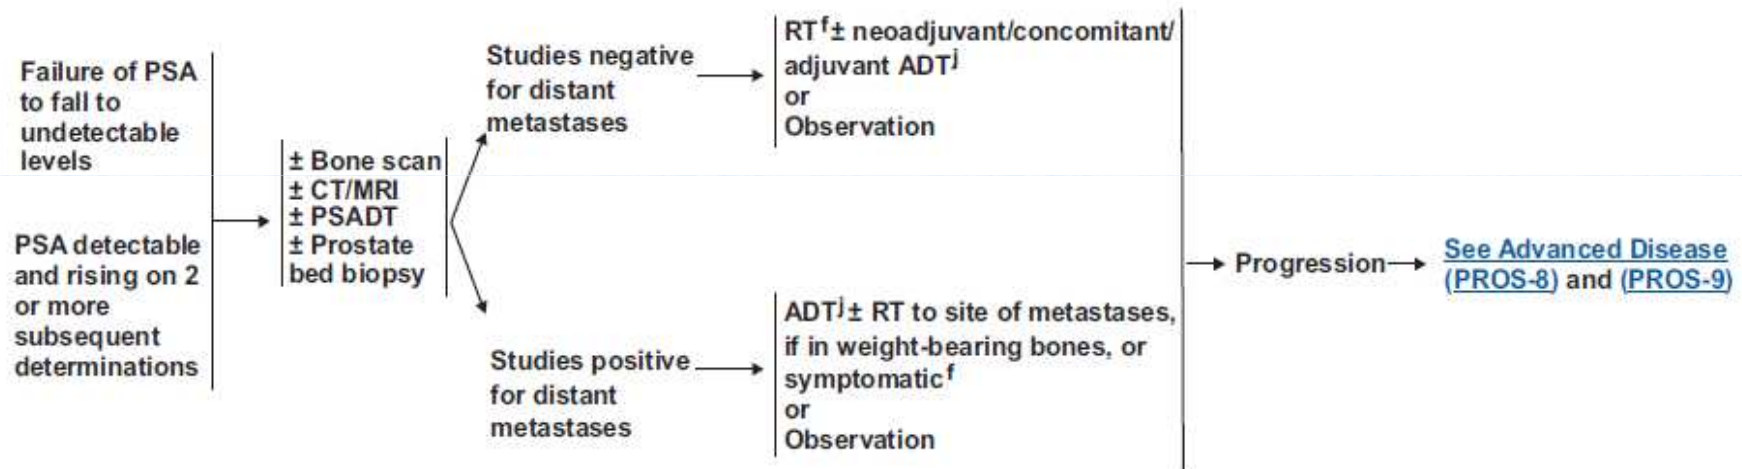 Failure of PSA
to fall to
undetectable
levels
PSA detectable
and rising on 2
or more
subsequent
determinations
± Bone scan
± CT/MRI
± PSADT
± Prostate
bed biopsy
Studies negative
for distant
metastases
Studies positive
for distant
metastases
RTᶠ± neoadjuvant/concomitant/
adjuvant ADTʲ
or
Observation
ADTʲ± RT to site of metastases,
if in weight-bearing bones, or
symptomaticᶠ
or
Observation
Progression
See Advanced Disease
(PROS-8) and (PROS-9)